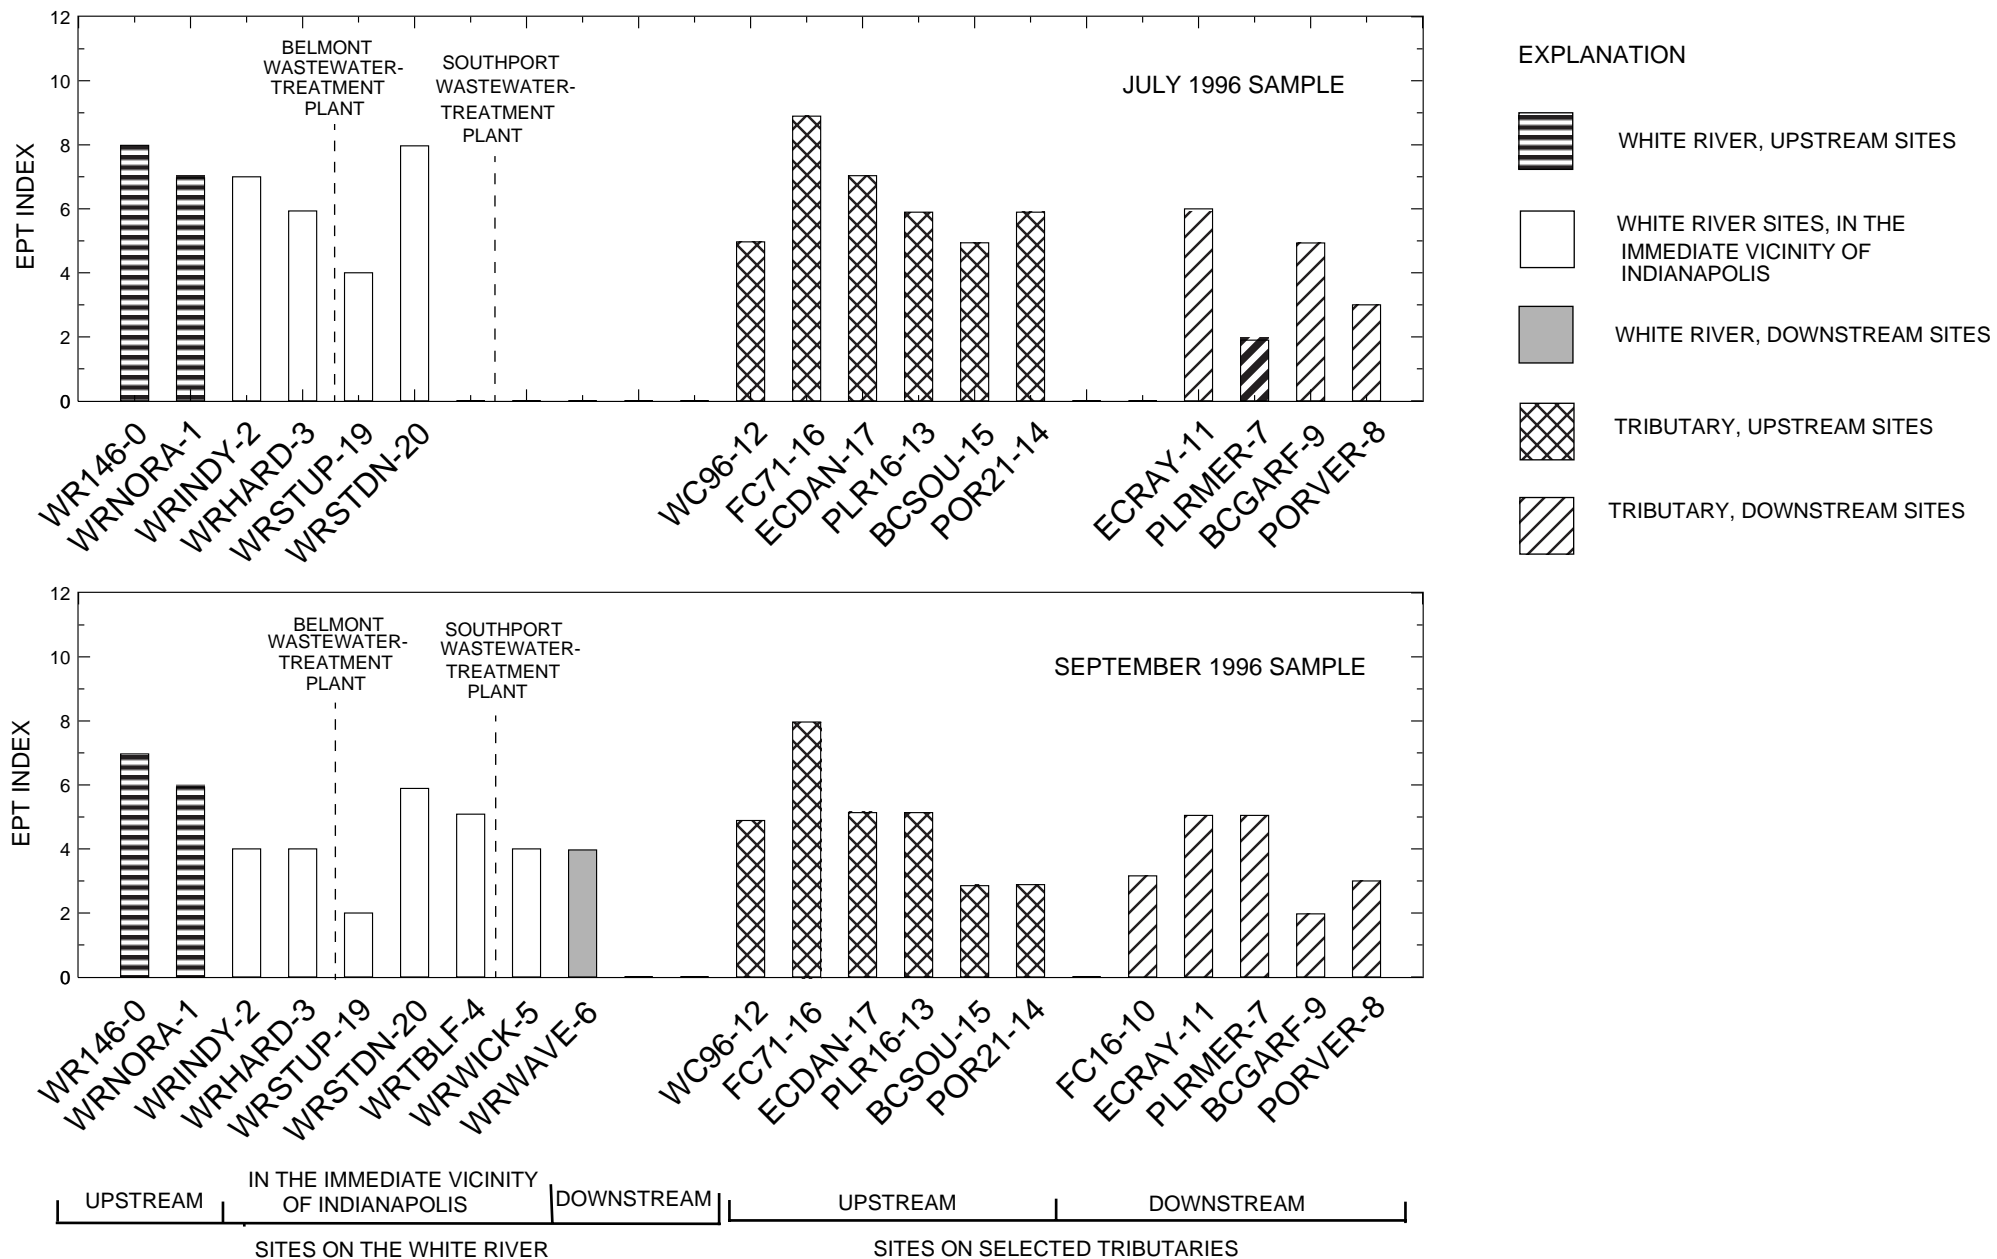 12
10
8
6
4
2
0
EPT INDEX
BELMONT
WASTEWATER-
TREATMENT
PLANT
SOUTHPORT
WASTEWATER-
TREATMENT
PLANT
JULY 1996 SAMPLE
WR146-0
WRNORA-1
WRINDY-2
WRHARD-3
WRSTUP-19
WRSTDN-20
WC96-12
FC71-16
ECDAN-17
PLR16-13
BCSOU-15
POR21-14
ECRAY-11
PLRMER-7
BCGARF-9
PORVER-8
EXPLANATION
WHITE RIVER, UPSTREAM SITES
WHITE RIVER SITES, IN THE
IMMEDIATE VICINITY OF
INDIANAPOLIS
WHITE RIVER, DOWNSTREAM SITES
TRIBUTARY, UPSTREAM SITES
TRIBUTARY, DOWNSTREAM SITES
12
10
8
6
4
2
0
EPT INDEX
BELMONT
WASTEWATER-
TREATMENT
PLANT
SOUTHPORT
WASTEWATER-
TREATMENT
PLANT
SEPTEMBER 1996 SAMPLE
WR146-0
WRNORA-1
WRINDY-2
WRHARD-3
WRSTUP-19
WRSTDN-20
WRTBLF-4
WRWICK-5
WRWAVE-6
WC96-12
FC71-16
ECDAN-17
PLR16-13
BCSOU-15
POR21-14
FC16-10
ECRAY-11
PLRMER-7
BCGARF-9
PORVER-8
UPSTREAM
IN THE IMMEDIATE VICINITY
OF INDIANAPOLIS
DOWNSTREAM
UPSTREAM
DOWNSTREAM
SITES ON THE WHITE RIVER
SITES ON SELECTED TRIBUTARIES